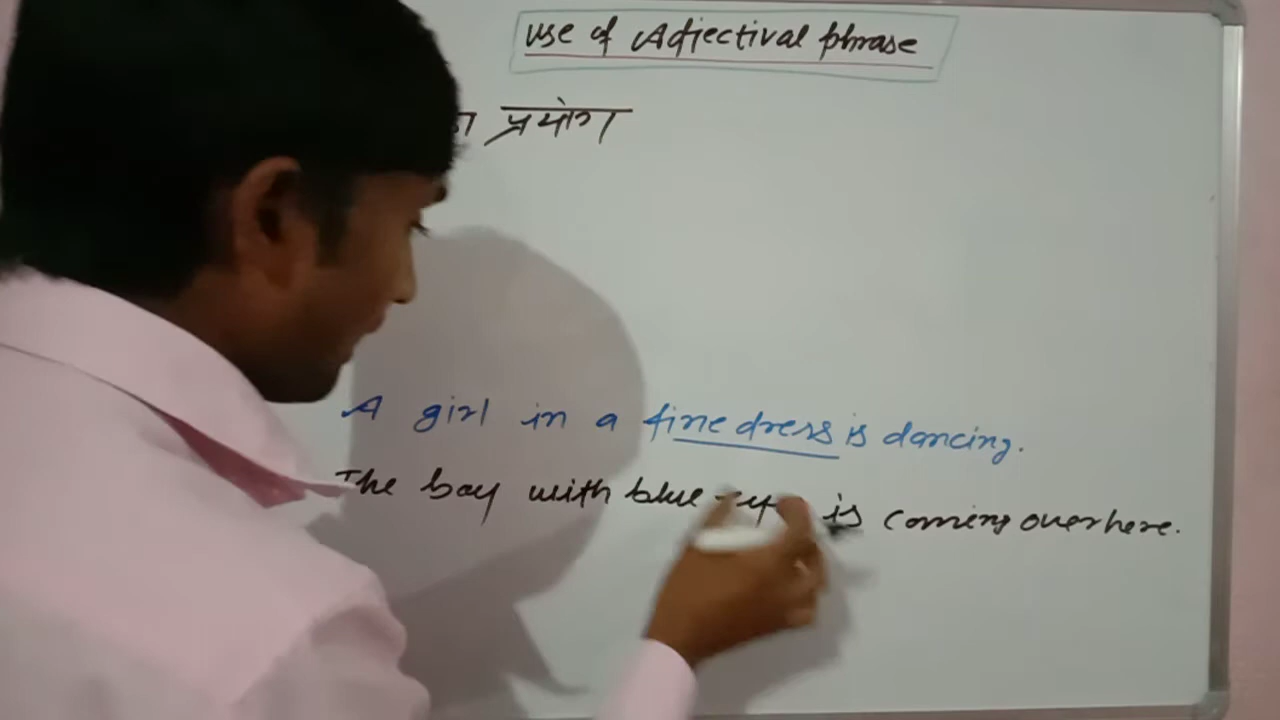 Use of Adjectival phrase
प्रयोग
A girl in a fine dress is dancing.
The boy with blue is coming over here.